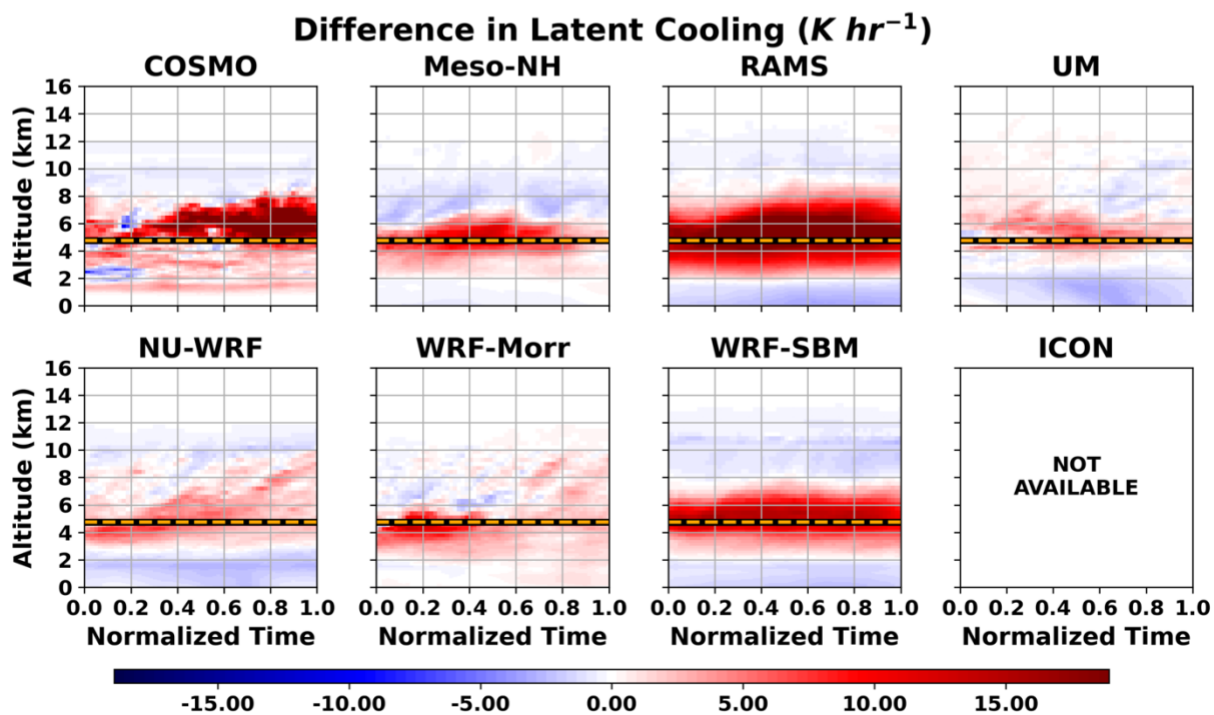 Difference in Latent Cooling (K hr⁻¹)
COSMO Meso-NH RAMS UM
Altitude (km)
16
14
12
10
8
6
4
2
0
NU-WRF WRF-Morr WRF-SBM ICON
Altitude (km)
16
14
12
10
8
6
4
2
0
NOT
AVAILABLE
0.0 0.2 0.4 0.6 0.8 1.0 0.0 0.2 0.4 0.6 0.8 1.0 0.0 0.2 0.4 0.6 0.8 1.0 0.0 0.2 0.4 0.6 0.8 1.0
Normalized Time Normalized Time Normalized Time Normalized Time
-15.00 -10.00 -5.00 0.00 5.00 10.00 15.00